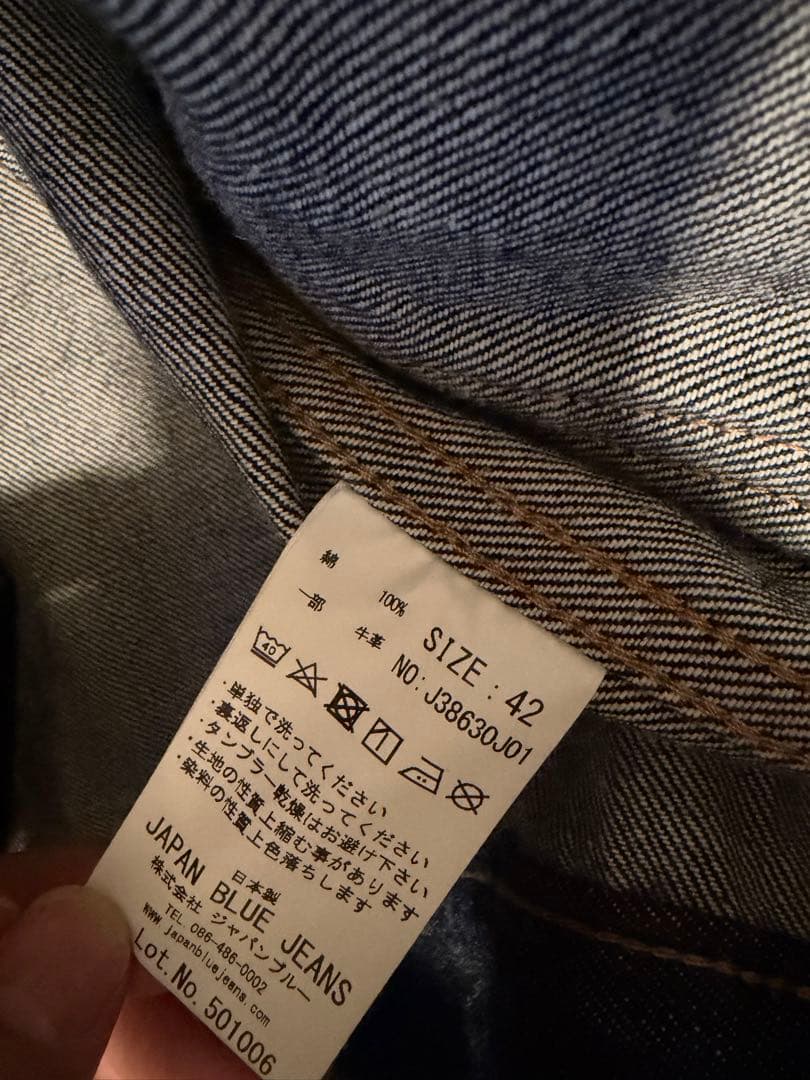 SIZE : 42
NO: J38630J01
綿 100%
一部 牛革
40
・単独で洗ってください
・裏返しにして洗ってください
・タンブラー乾燥はお避け下さい
・生地の性質上縮む事があります
・染料の性質上色落ちします
日本製
JAPAN BLUE JEANS
株式会社 ジャパンブルー
TEL.086-486-0002
www.japanbluejeans.com
Lot.No.501006